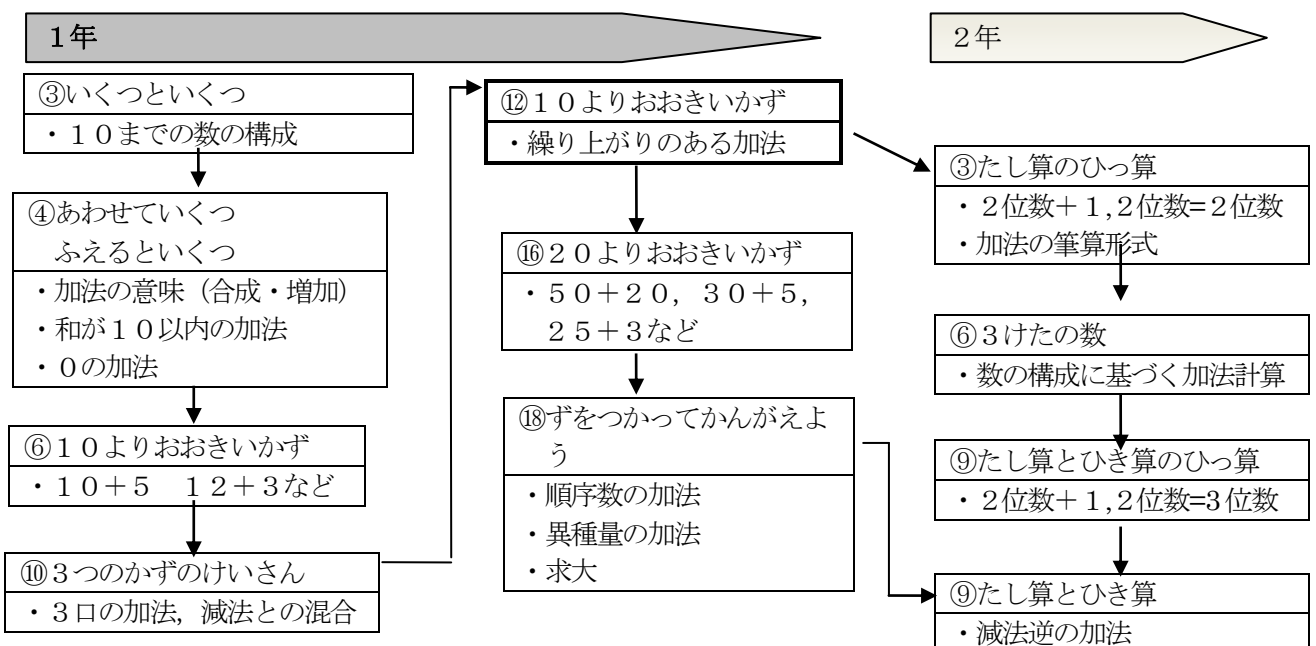 １年
③いくつといくつ
・１０までの数の構成
④あわせていくつ
ふえるといくつ
・加法の意味（合成・増加）
・和が１０以内の加法
・０の加法
⑥１０よりおおきいかず
・１０＋５　１２＋３など
⑩３つのかずのけいさん
・３口の加法，減法との混合
⑫１０よりおおきいかず
・繰り上がりのある加法
⑯２０よりおおきいかず
・５０＋２０，３０＋５，
２５＋３など
⑱ずをつかってかんがえよ
う
・順序数の加法
・異種量の加法
・求大
２年
③たし算のひっ算
・２位数＋１,２位数=２位数
・加法の筆算形式
⑥３けたの数
・数の構成に基づく加法計算
⑨たし算とひき算のひっ算
・２位数＋１,２位数=3位数
⑨たし算とひき算
・減法逆の加法